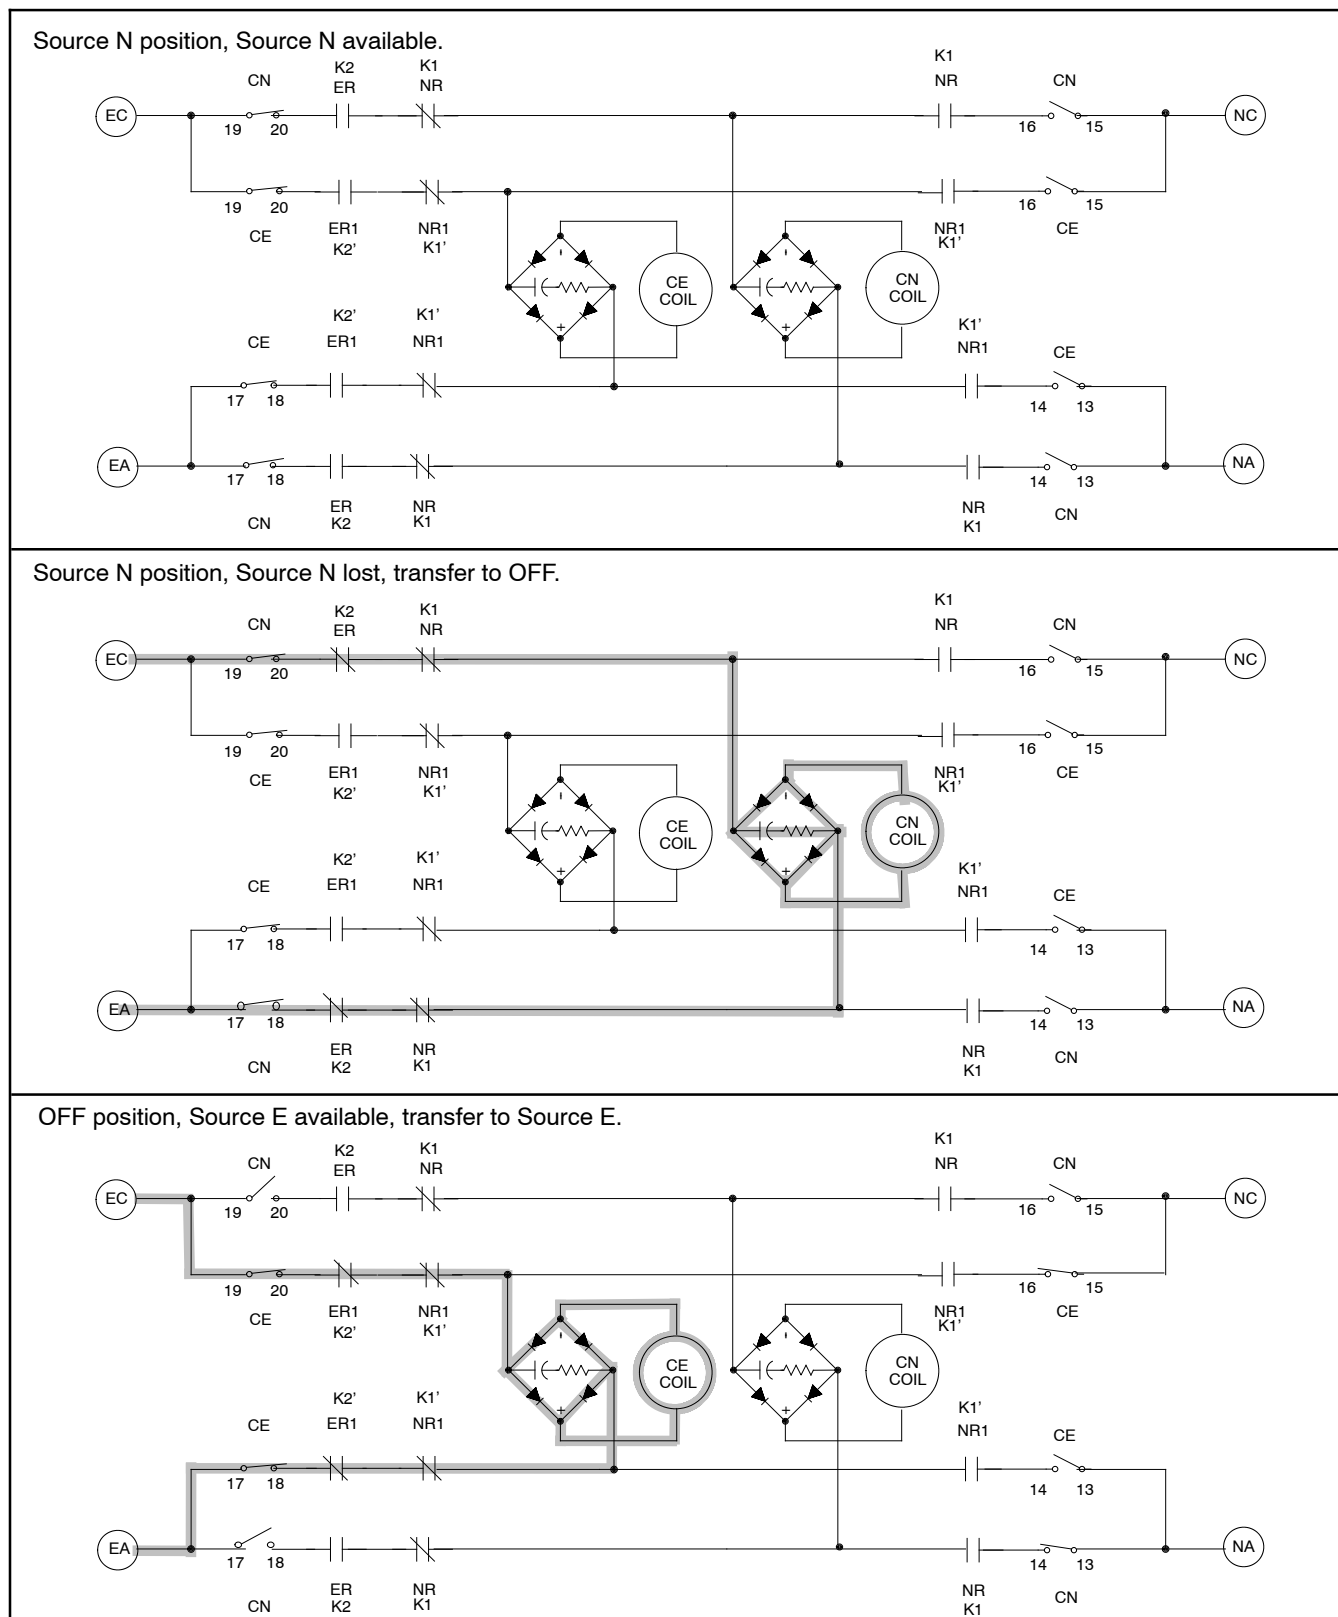 Source N position, Source N available.
K2 K1 K1
CN ER NR NR CN
EC NC
19 20 16 15
19 20 16 15
CE ER1 NR1 NR1 CE
K2' K1' K1'
- -
CE COIL CN COIL
K2' K1' + + K1'
CE ER1 NR1 NR1 CE
17 18 14 13
EA NA
17 18 14 13
ER NR NR CN
CN K2 K1 K1
Source N position, Source N lost, transfer to OFF.
K2 K1 K1
CN ER NR NR CN
EC NC
19 20 16 15
19 20 16 15
CE ER1 NR1 NR1 CE
K2' K1' K1'
- -
CE COIL CN COIL
K2' K1' + + K1'
CE ER1 NR1 NR1 CE
17 18 14 13
EA NA
17 18 14 13
ER NR NR CN
CN K2 K1 K1
OFF position, Source E available, transfer to Source E.
K2 K1 K1
CN ER NR NR CN
EC NC
19 20 16 15
19 20 16 15
CE ER1 NR1 NR1 CE
K2' K1' K1'
- -
CE COIL CN COIL
K2' K1' + + K1'
CE ER1 NR1 NR1 CE
17 18 14 13
EA NA
17 18 14 13
ER NR NR CN
CN K2 K1 K1